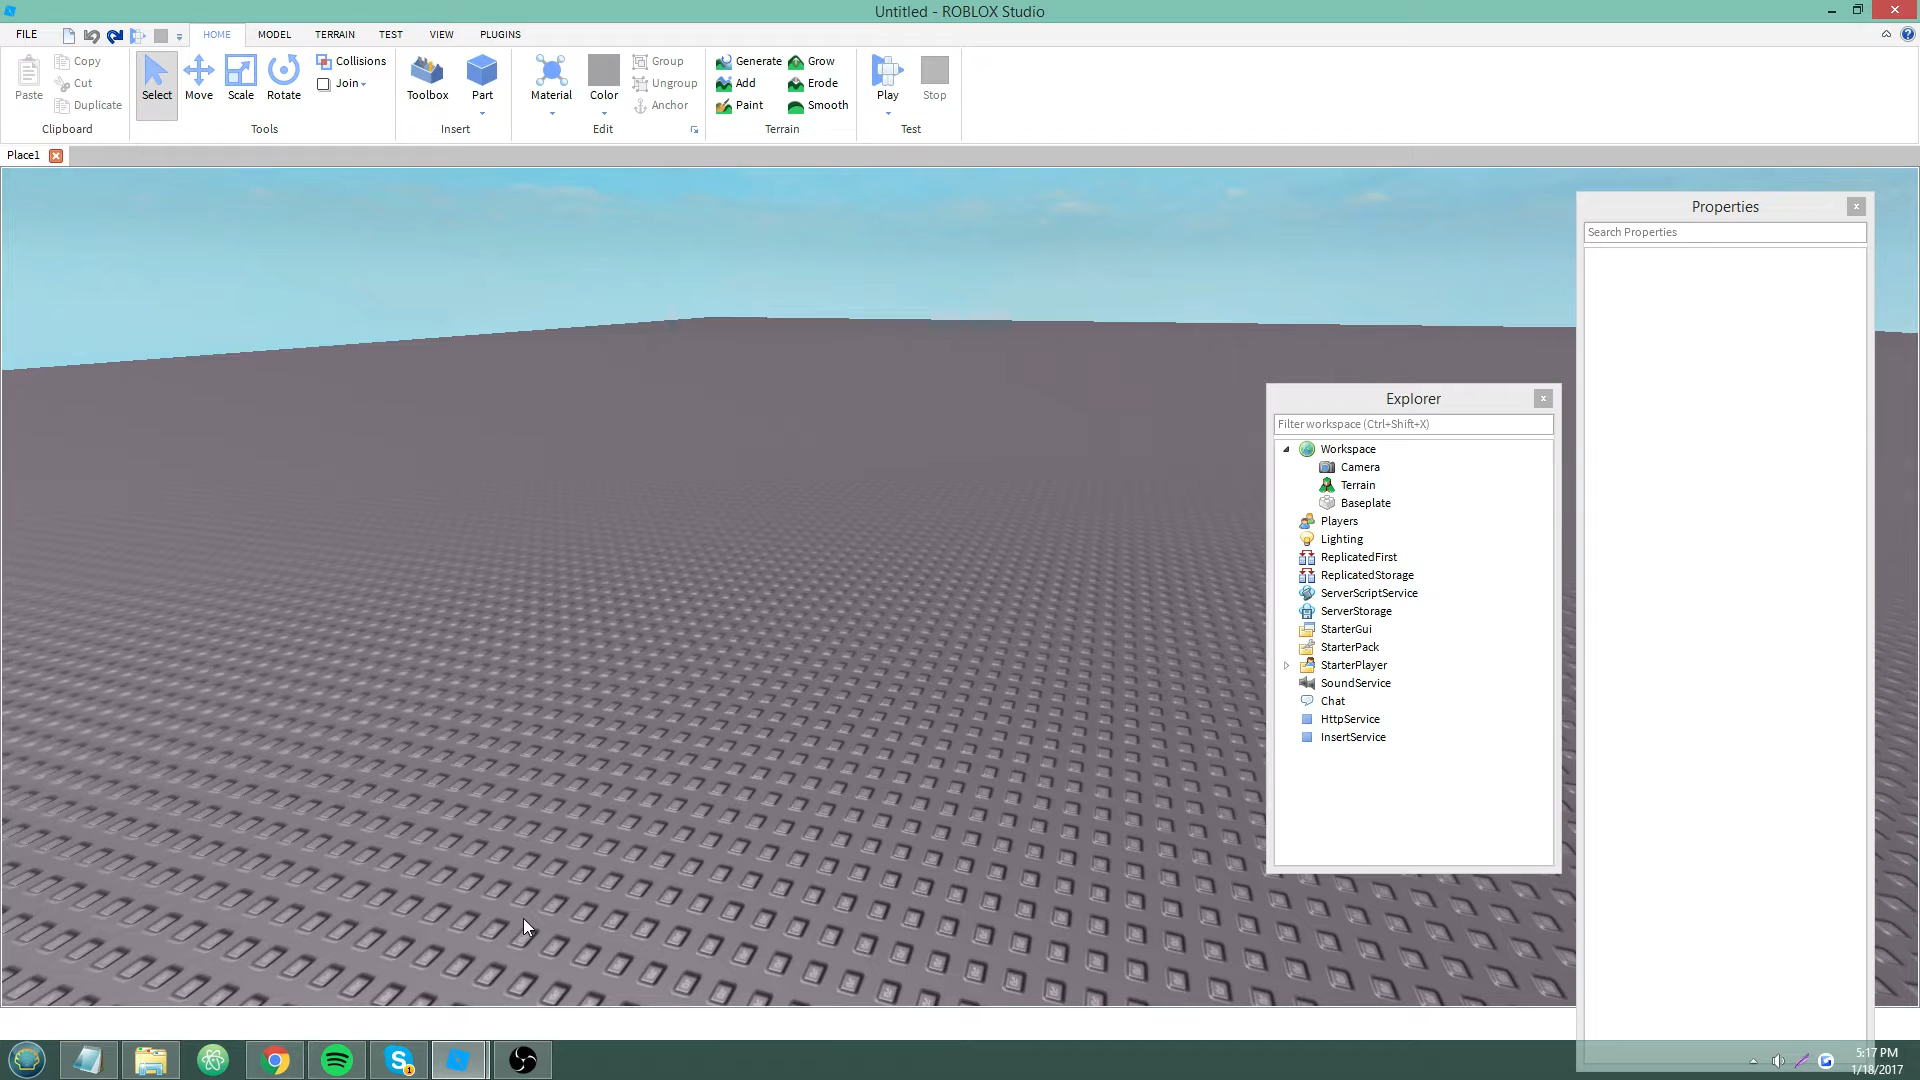 Untitled - ROBLOX Studio
FILE HOME MODEL TERRAIN TEST VIEW PLUGINS
Paste
Copy
Cut
Duplicate
Clipboard
Select
Move
Scale
Rotate
Collisions
Join
Tools
Toolbox
Part
Insert
Material
Color
Group
Ungroup
Anchor
Edit
Generate
Add
Paint
Grow
Erode
Smooth
Terrain
Play
Stop
Test
Place1
Properties
Search Properties
Explorer
Filter workspace (Ctrl+Shift+X)
Workspace
Camera
Terrain
Baseplate
Players
Lighting
ReplicatedFirst
ReplicatedStorage
ServerScriptService
ServerStorage
StarterGui
StarterPack
StarterPlayer
SoundService
Chat
HttpService
InsertService
1
5:17 PM
1/18/2017